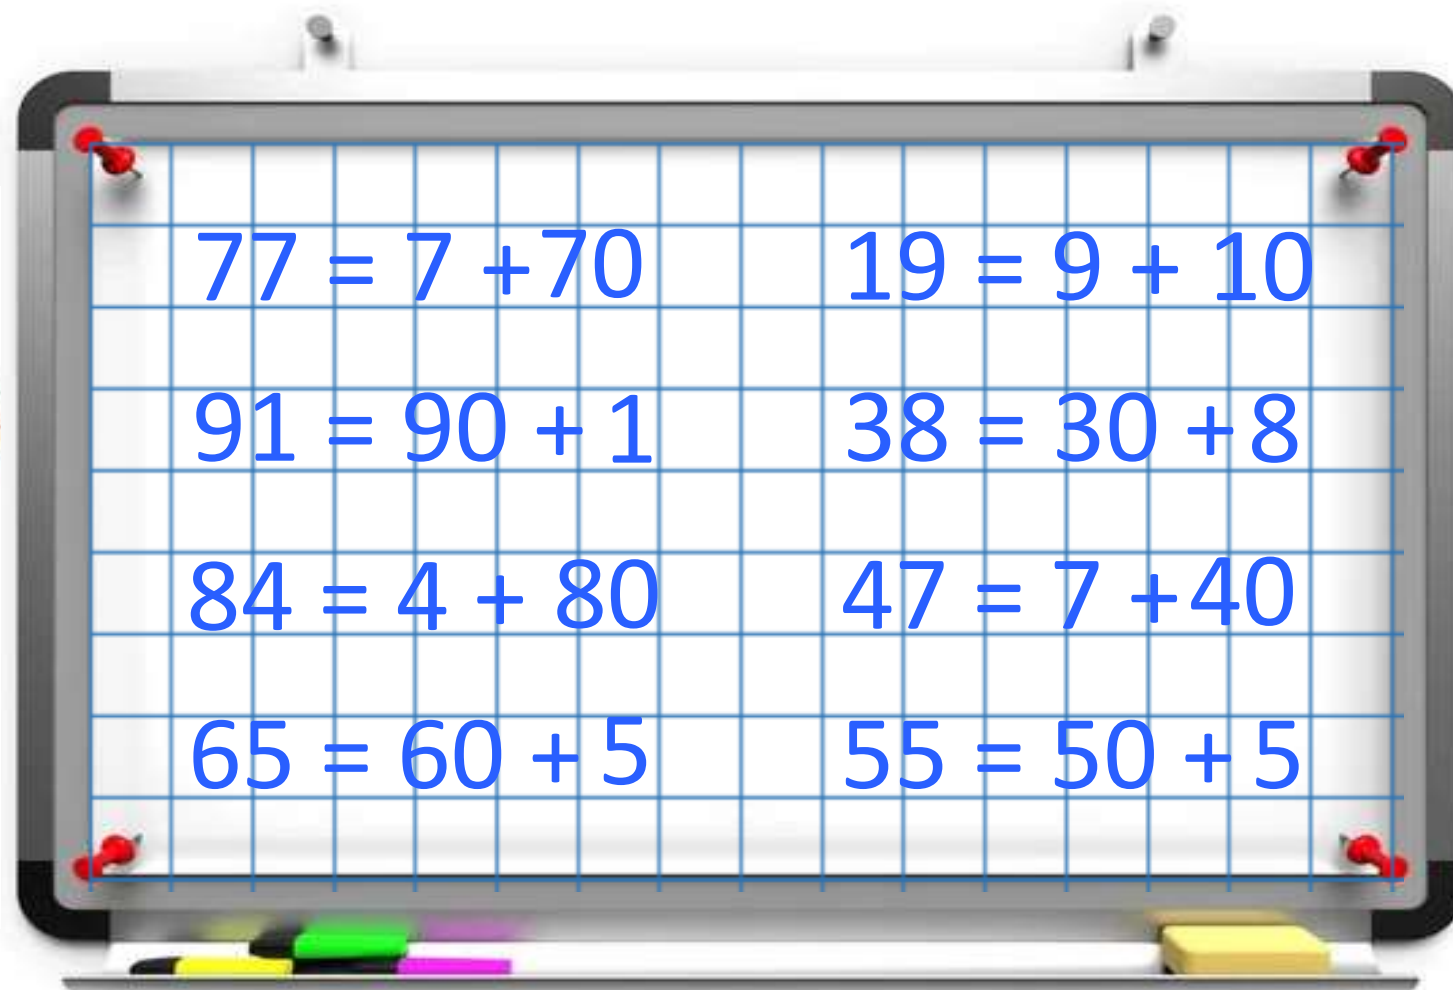 77 = 7 +70
19 = 9 + 10
91 = 90 + 1
38 = 30 +8
84 = 4 + 80
47 = 7 +40
65 = 60 +5
55 = 50 +5